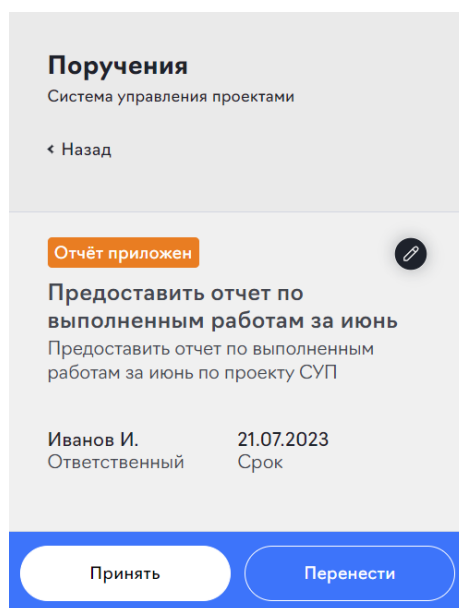 Поручения
Система управления проектами
Назад
Отчёт приложен
Предоставить отчет по
выполненным работам за июнь
Предоставить отчет по выполненным
работам за июнь по проекту СУП
Иванов И. 21.07.2023
Ответственный Срок
Принять Перенести